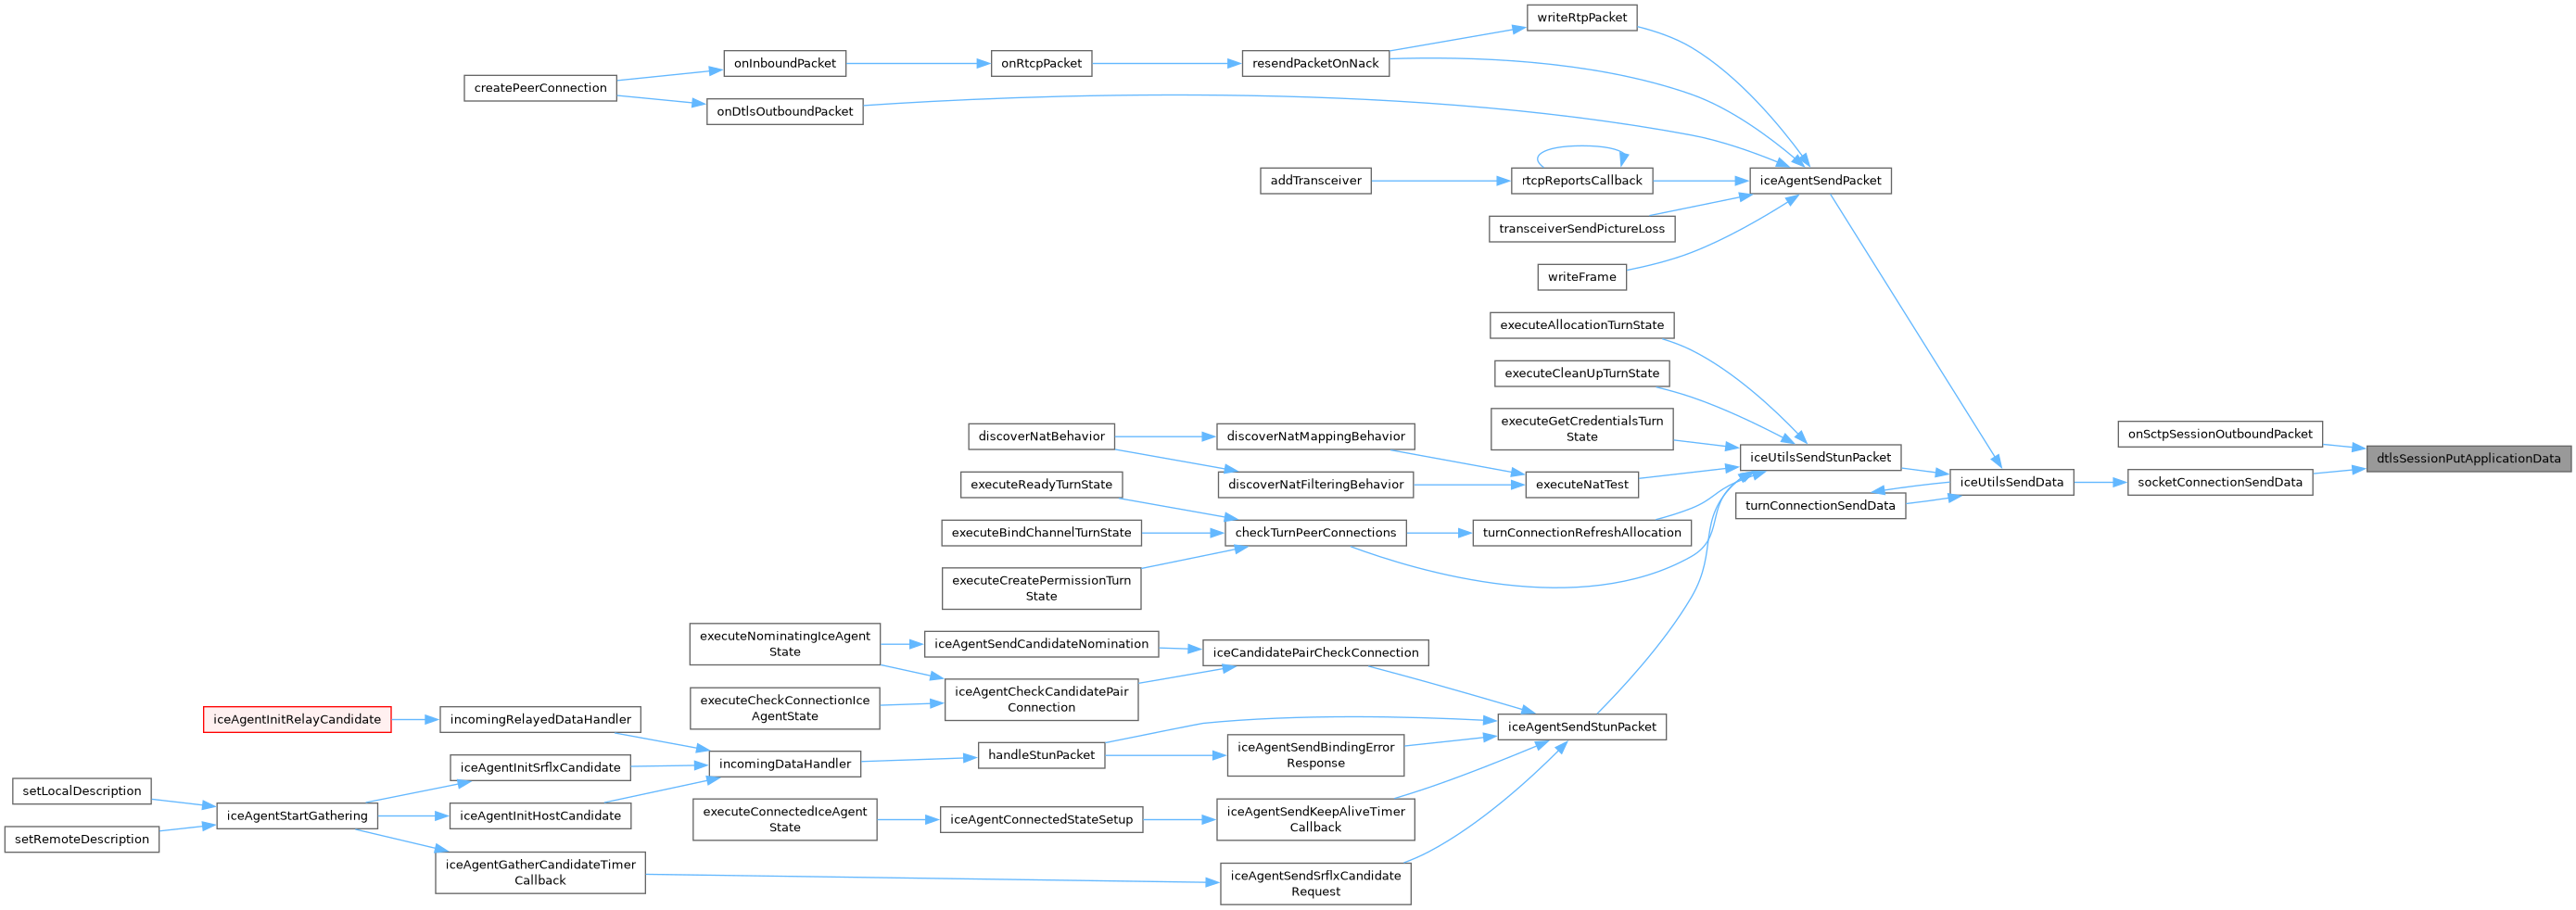 writeRtpPacket
onInboundPacket
onRtcpPacket
resendPacketOnNack
createPeerConnection
onDtlsOutboundPacket
addTransceiver
rtcpReportsCallback
iceAgentSendPacket
transceiverSendPictureLoss
writeFrame
executeAllocationTurnState
executeCleanUpTurnState
executeGetCredentialsTurn
State
discoverNatBehavior
discoverNatMappingBehavior
onSctpSessionOutboundPacket
iceUtilsSendStunPacket
dtlsSessionPutApplicationData
executeReadyTurnState
discoverNatFilteringBehavior
executeNatTest
iceUtilsSendData
socketConnectionSendData
turnConnectionSendData
executeBindChannelTurnState
checkTurnPeerConnections
turnConnectionRefreshAllocation
executeCreatePermissionTurn
State
executeNominatingIceAgent
State
iceAgentSendCandidateNomination
iceCandidatePairCheckConnection
executeCheckConnectionIce
AgentState
iceAgentCheckCandidatePair
Connection
iceAgentInitRelayCandidate
incomingRelayedDataHandler
iceAgentSendStunPacket
iceAgentInitSrflxCandidate
incomingDataHandler
handleStunPacket
iceAgentSendBindingError
Response
setLocalDescription
iceAgentStartGathering
iceAgentInitHostCandidate
executeConnectedIceAgent
State
iceAgentConnectedStateSetup
iceAgentSendKeepAliveTimer
Callback
setRemoteDescription
iceAgentGatherCandidateTimer
Callback
iceAgentSendSrflxCandidate
Request